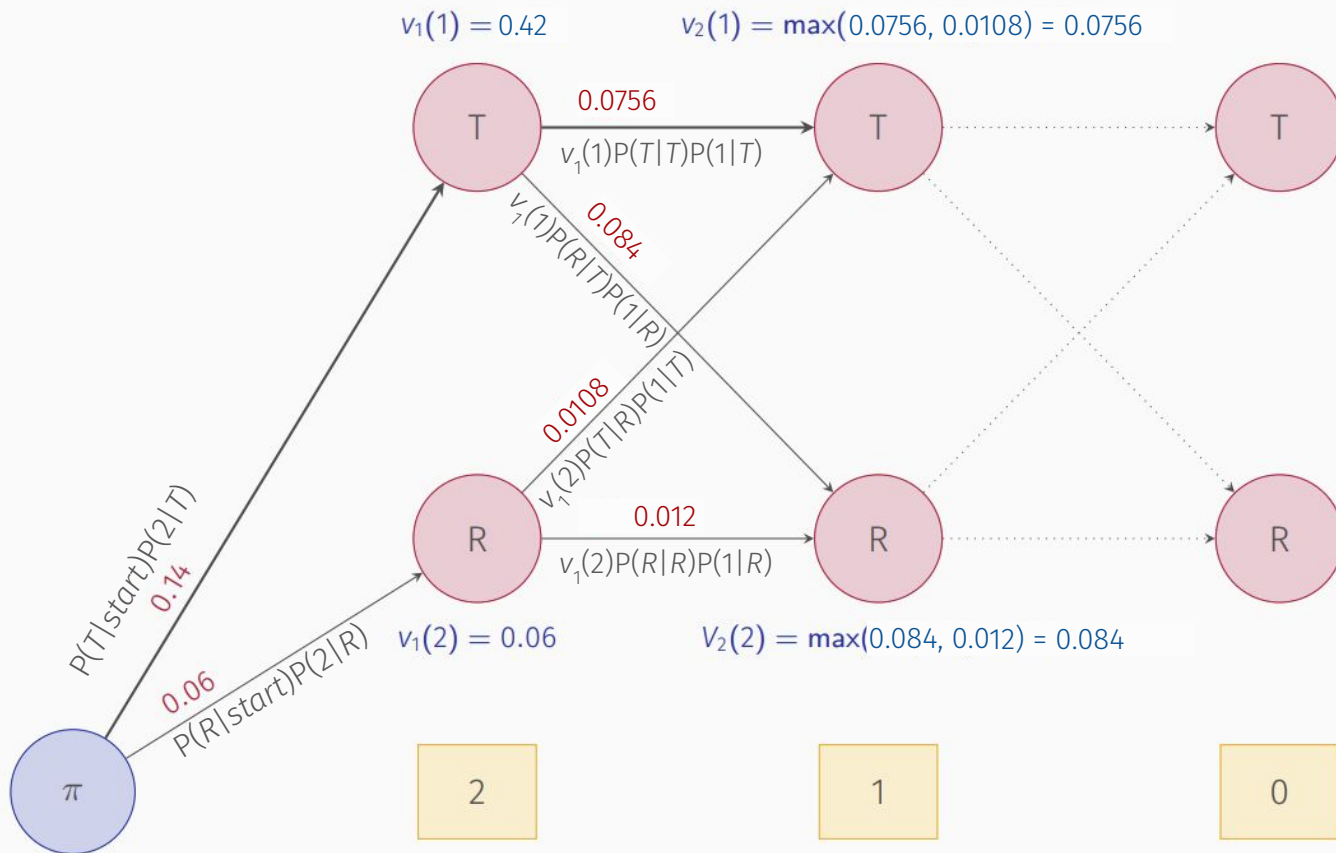 v₁(1) = 0.42
v₂(1) = max(0.0756, 0.0108) = 0.0756
T
0.0756
v₁(1)P(T|T)P(1|T)
T
T
v₁(1)P(R|T)P(1|R)
0.084
0.0108
v₁(2)P(T|R)P(1|T)
R
0.012
v₁(2)P(R|R)P(1|R)
R
R
P(T|start)P(2|T)
0.14
v₁(2) = 0.06
V₂(2) = max(0.084, 0.012) = 0.084
0.06
P(R|start)P(2|R)
π
2
1
0